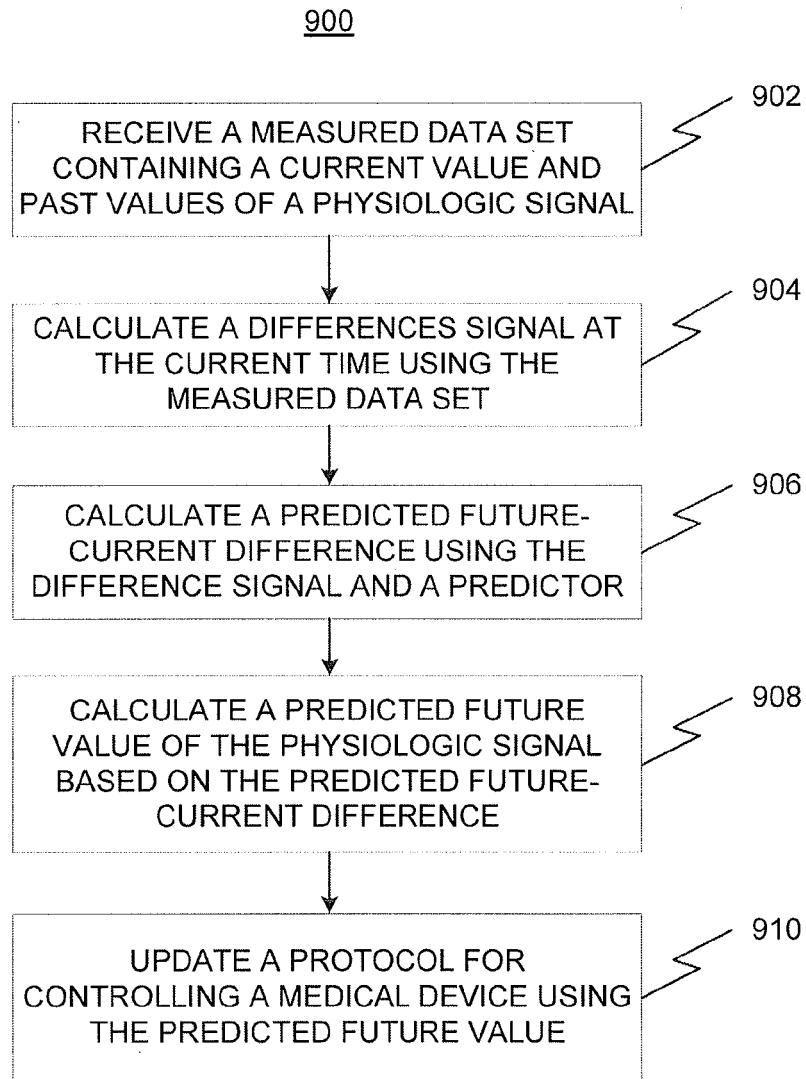 900
902
RECEIVE A MEASURED DATA SET
CONTAINING A CURRENT VALUE AND
PAST VALUES OF A PHYSIOLOGIC SIGNAL
904
CALCULATE A DIFFERENCES SIGNAL AT
THE CURRENT TIME USING THE
MEASURED DATA SET
906
CALCULATE A PREDICTED FUTURE-
CURRENT DIFFERENCE USING THE
DIFFERENCE SIGNAL AND A PREDICTOR
908
CALCULATE A PREDICTED FUTURE
VALUE OF THE PHYSIOLOGIC SIGNAL
BASED ON THE PREDICTED FUTURE-
CURRENT DIFFERENCE
910
UPDATE A PROTOCOL FOR
CONTROLLING A MEDICAL DEVICE USING
THE PREDICTED FUTURE VALUE